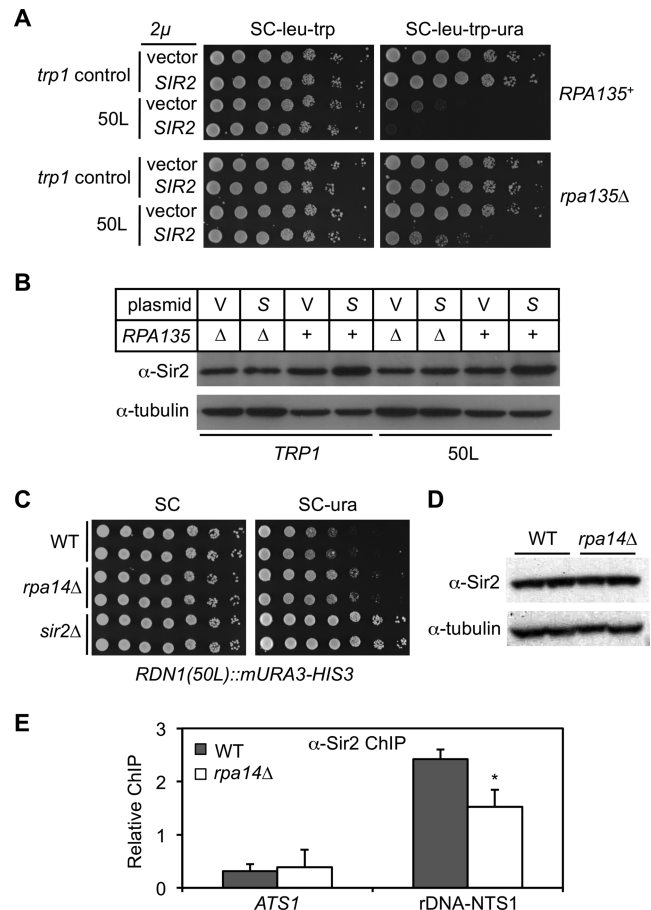 A
2μ
SC-leu-trp
SC-leu-trp-ura
trp1 control
vector
SIR2
50L
vector
SIR2
RPA135+
trp1 control
vector
SIR2
50L
vector
SIR2
rpa135Δ
B
plasmid V S V S V S V S
RPA135 Δ Δ + + Δ Δ + +
α-Sir2
α-tubulin
TRP1
50L
C
SC
SC-ura
WT
rpa14Δ
sir2Δ
RDN1(50L)::mURA3-HIS3
D
WT
rpa14Δ
α-Sir2
α-tubulin
E
α-Sir2 ChIP
WT
rpa14Δ
Relative ChIP
3
2
1
0
*
ATS1
rDNA-NTS1